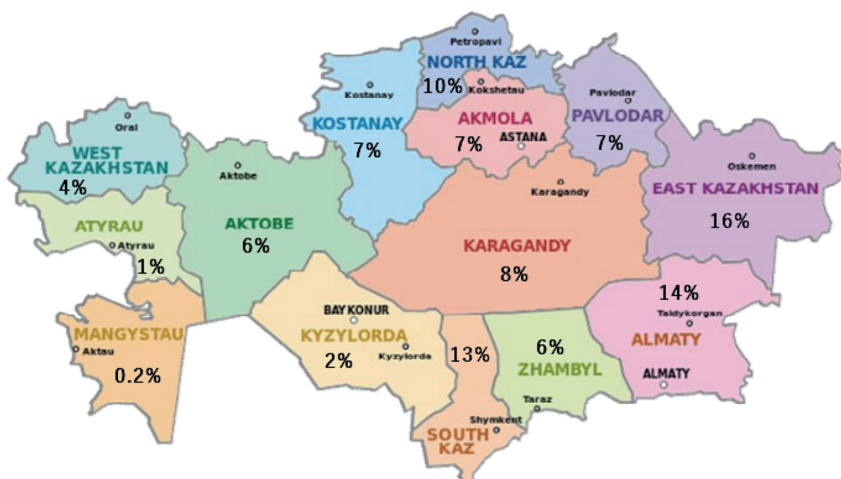 Petropavl
NORTH KAZ
10%
Kokshetau
Kostanay
KOSTANAY
7%
AKMOLA
7%
ASTANA
Pavlodar
PAVLODAR
7%
Oral
WEST
KAZAKHSTAN
4%
Aktobe
AKTOBE
6%
Oskemen
EAST KAZAKHSTAN
16%
Karagandy
KARAGANDY
8%
ATYRAU
Atyrau
1%
MANGYSTAU
Aktau
0.2%
BAYKONUR
KYZYLORDA
2%
Kyzylorda
13%
SOUTH
KAZ
Shymkent
6%
ZHAMBYL
Taraz
14%
Taldykorgan
ALMATY
ALMATY